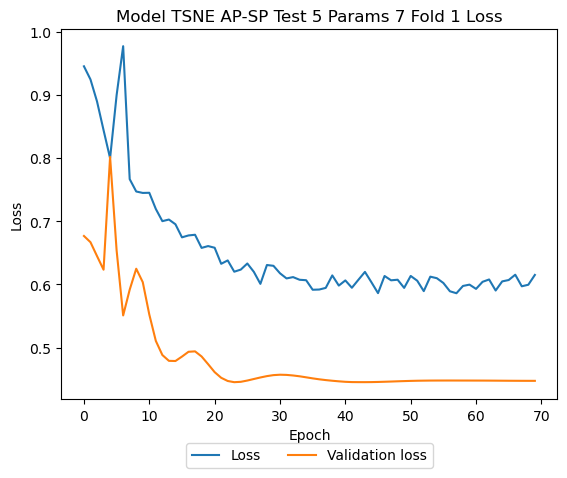 Model TSNE AP-SP Test 5 Params 7 Fold 1 Loss
1.0
0.9
0.8
0.7
0.6
0.5
Loss
0 10 20 30 40 50 60 70
Epoch
Loss Validation loss